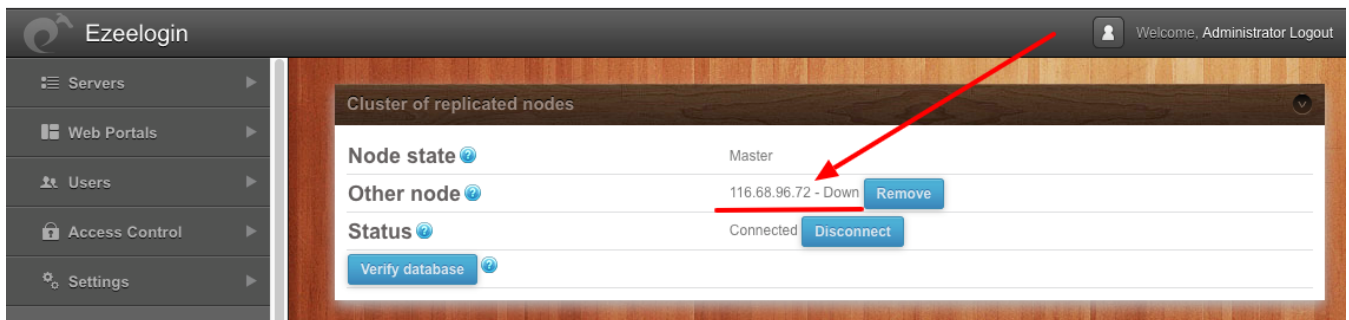 Ezeelogin
Welcome, Administrator Logout
Servers
Web Portals
Users
Access Control
Settings
Cluster of replicated nodes
Node state ?
Master
Other node ?
116.68.96.72 - Down Remove
Status ?
Connected Disconnect
Verify database ?